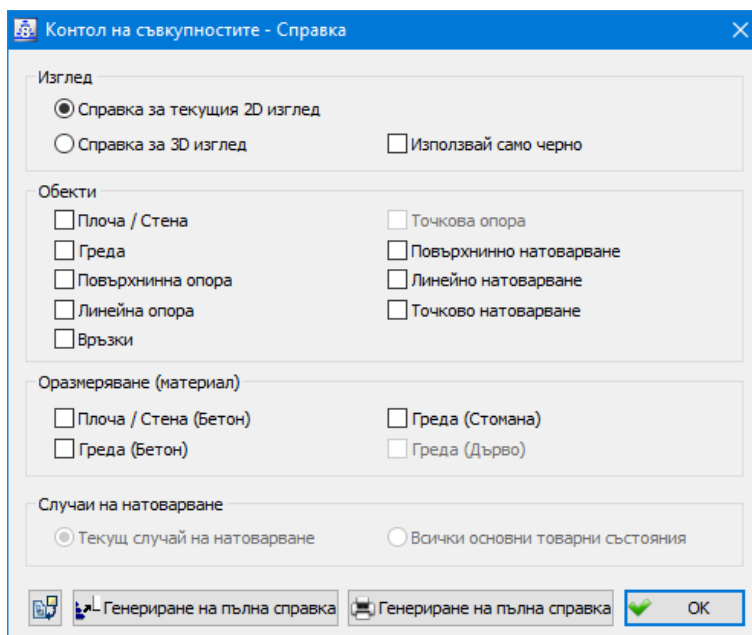 Контол на съвкупностите - Справка
Изглед
Справка за текущия 2D изглед
Справка за 3D изглед
Използвай само черно
Обекти
Плоча / Стена
Точкова опора
Греда
Повърхнинно натоварване
Повърхнинна опора
Линейно натоварване
Линейна опора
Точково натоварване
Връзки
Оразмеряване (материал)
Плоча / Стена (Бетон)
Греда (Стомана)
Греда (Бетон)
Греда (Дърво)
Случаи на натоварване
Текущ случай на натоварване
Всички основни товарни състояния
Генериране на пълна справка
Генериране на пълна справка
OK